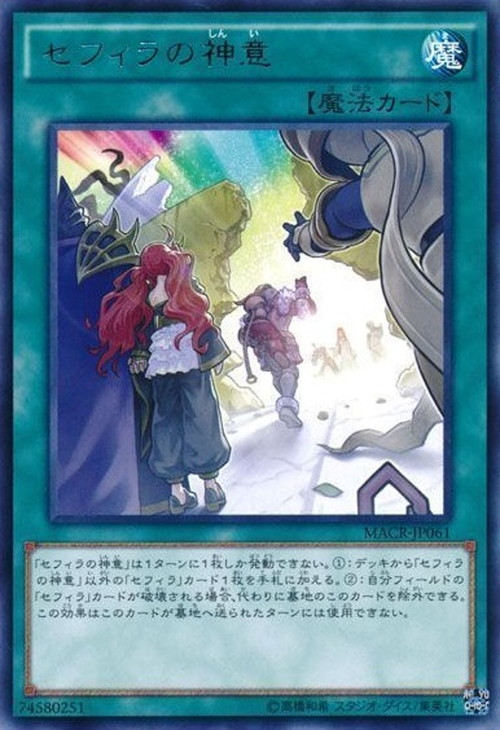 セフィラの神意
しん い
魔
【魔法カード】
MACR-JP061
「セフィラの神意」は1ターンに1枚しか発動できない。①：デッキから「セフィラ
の神意」以外の「セフィラ」カード1枚を手札に加える。②：自分フィールドの
「セフィラ」カードが破壊される場合、代わりに墓地のこのカードを除外できる。
この効果はこのカードが墓地へ送られたターンには使用できない。
74580251
©高橋和希 スタジオ・ダイス/集英社